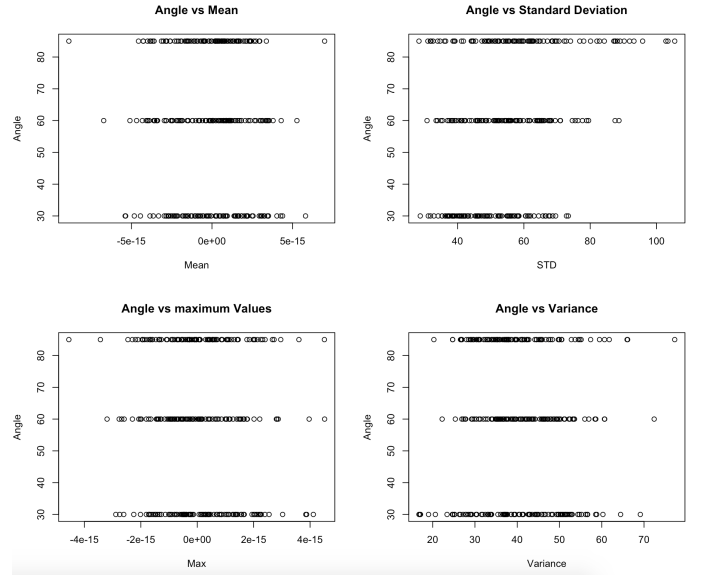 Angle vs Mean
Angle
80
70
60
50
40
30
-5e-15 0e+00 5e-15
Mean
Angle vs Standard Deviation
Angle
80
70
60
50
40
30
40 60 80 100
STD
Angle vs maximum Values
Angle
80
70
60
50
40
30
-4e-15 -2e-15 0e+00 2e-15 4e-15
Max
Angle vs Variance
Angle
80
70
60
50
40
30
20 30 40 50 60 70
Variance